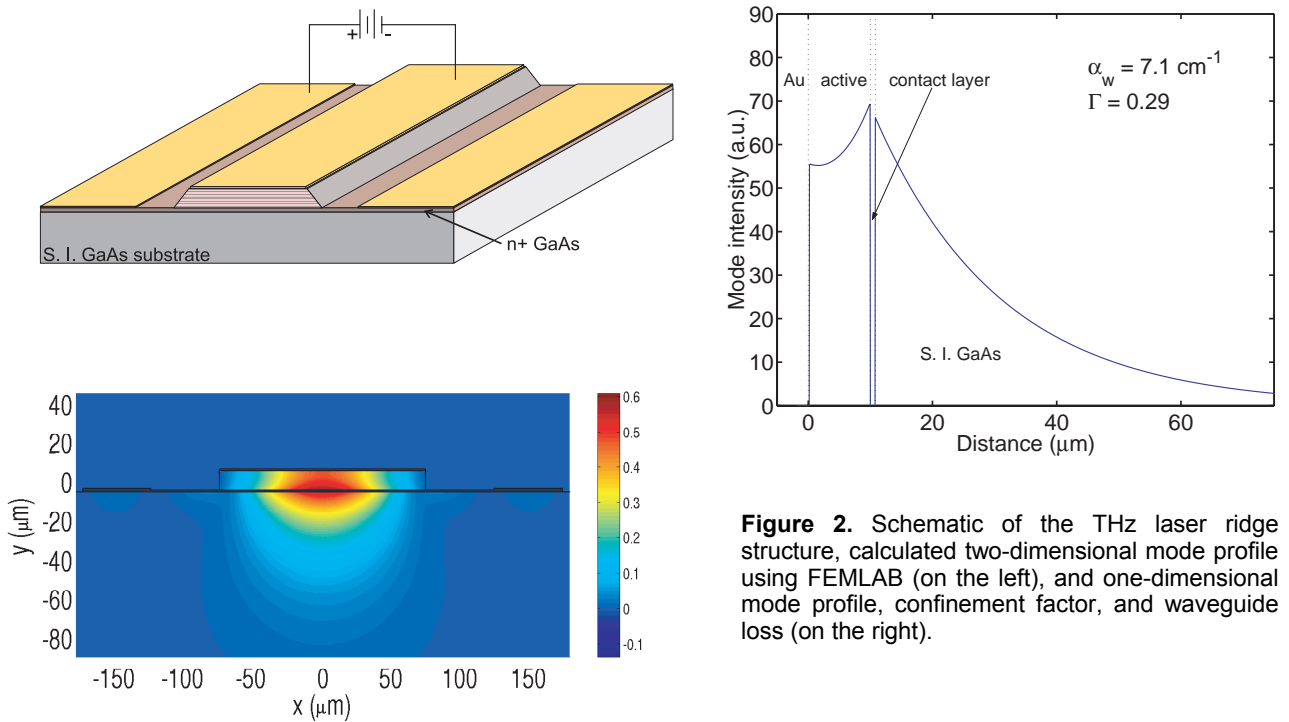 + -
n+ GaAs
S. I. GaAs substrate
40
20
0
-20
-40
-60
-80
y (μm)
-150 -100 -50 0 50 100 150
x (μm)
0.6
0.5
0.4
0.3
0.2
0.1
0
-0.1
90
80
70
60
50
40
30
20
10
0
Mode intensity (a.u.)
Au active contact layer
α_w = 7.1 cm⁻¹
Γ = 0.29
S. I. GaAs
0 20 40 60
Distance (μm)
Figure 2. Schematic of the THz laser ridge
structure, calculated two-dimensional mode profile
using FEMLAB (on the left), and one-dimensional
mode profile, confinement factor, and waveguide
loss (on the right).